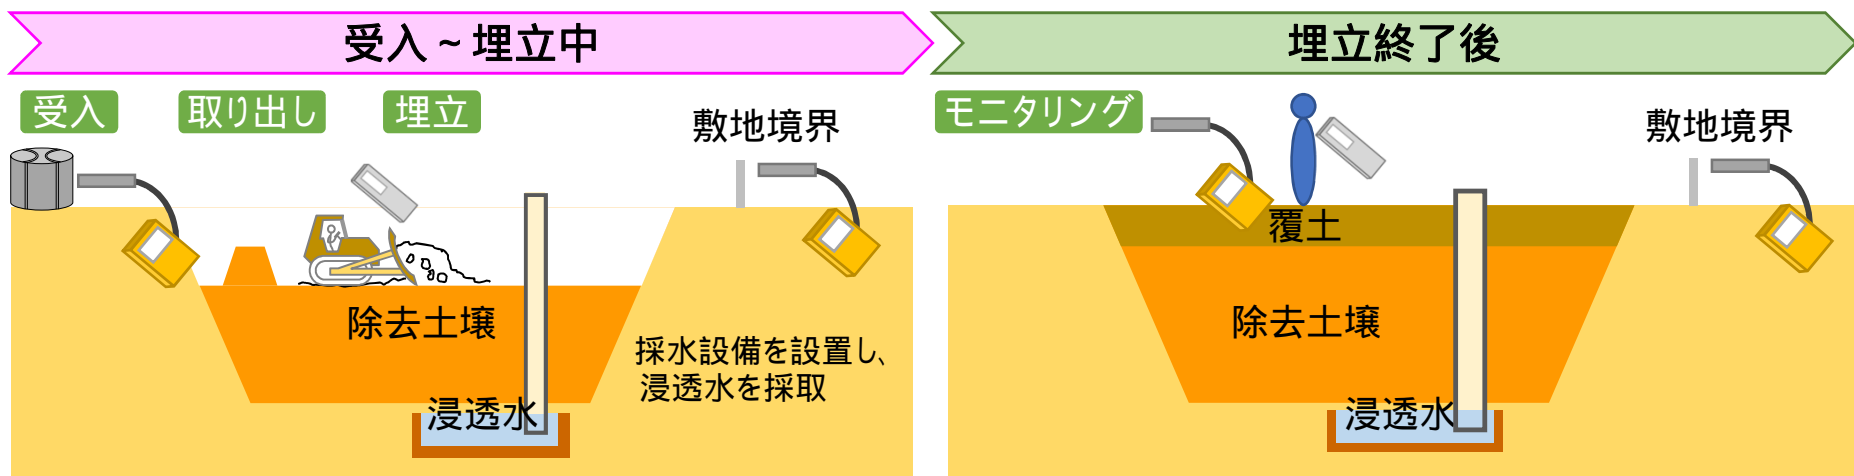 受入~埋立中
埋立終了後
受入
取り出し
埋立
敷地境界
除去土壌
採水設備を設置し、
浸透水を採取
浸透水
モニタリング
敷地境界
覆土
除去土壌
浸透水